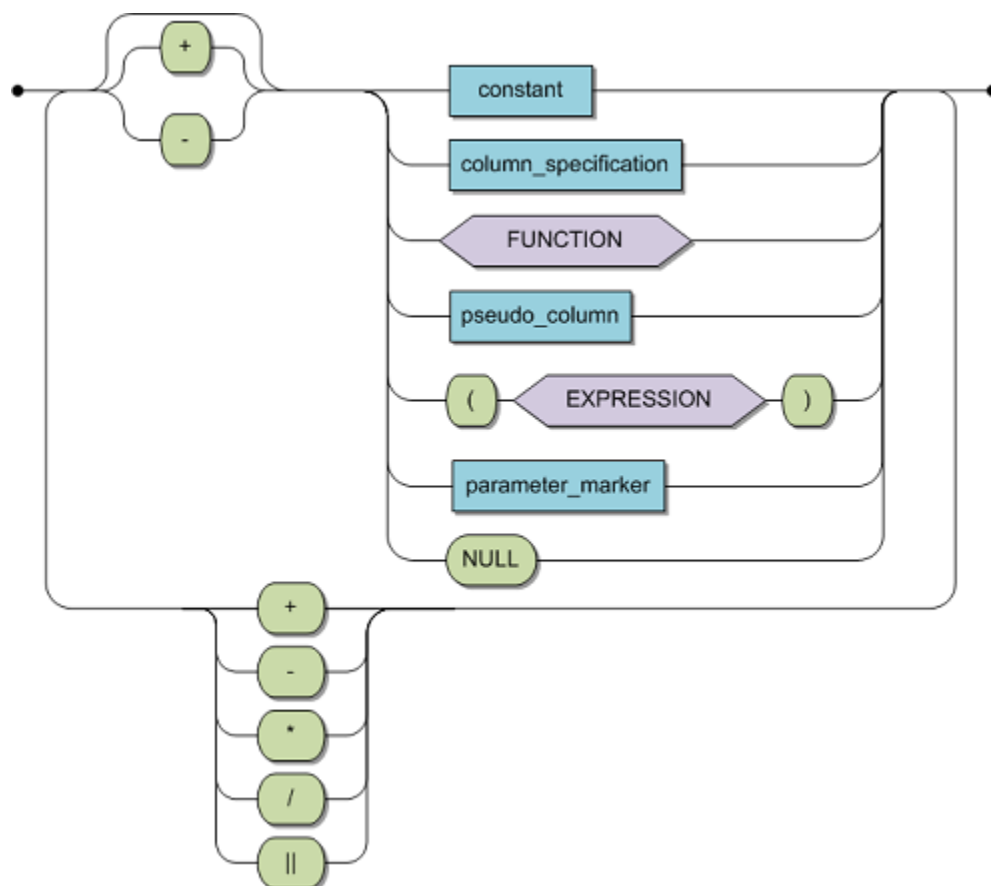 +
-
constant
column_specification
FUNCTION
pseudo_column
( EXPRESSION )
parameter_marker
NULL
+
-
*
/
||